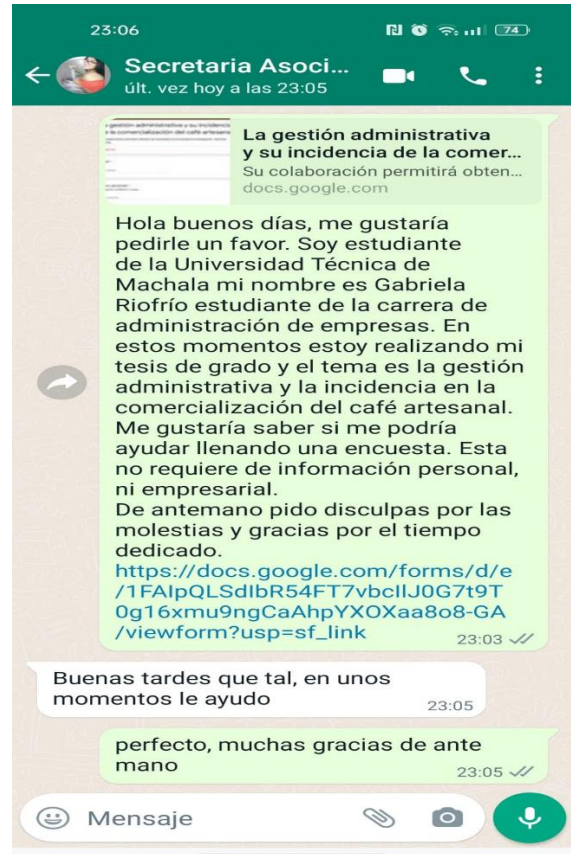 23:06
74
Secretaria Asoci...
últ. vez hoy a las 23:05
La gestión administrativa
y su incidencia de la comer...
Su colaboración permitirá obten...
docs.google.com
Hola buenos días, me gustaría
pedirle un favor. Soy estudiante
de la Universidad Técnica de
Machala mi nombre es Gabriela
Riofrío estudiante de la carrera de
administración de empresas. En
estos momentos estoy realizando mi
tesis de grado y el tema es la gestión
administrativa y la incidencia en la
comercialización del café artesanal.
Me gustaría saber si me podría
ayudar llenando una encuesta. Esta
no requiere de información personal,
ni empresarial.
De antemano pido disculpas por las
molestias y gracias por el tiempo
dedicado.
https://docs.google.com/forms/d/e
/1FAIpQLSdIbR54FT7vbcIlJ0G7t9T
0g16xmu9ngCaAhpYXOXaa8o8-GA
/viewform?usp=sf_link
23:03
Buenas tardes que tal, en unos
momentos le ayudo
23:05
perfecto, muchas gracias de ante
mano
23:05
Mensaje